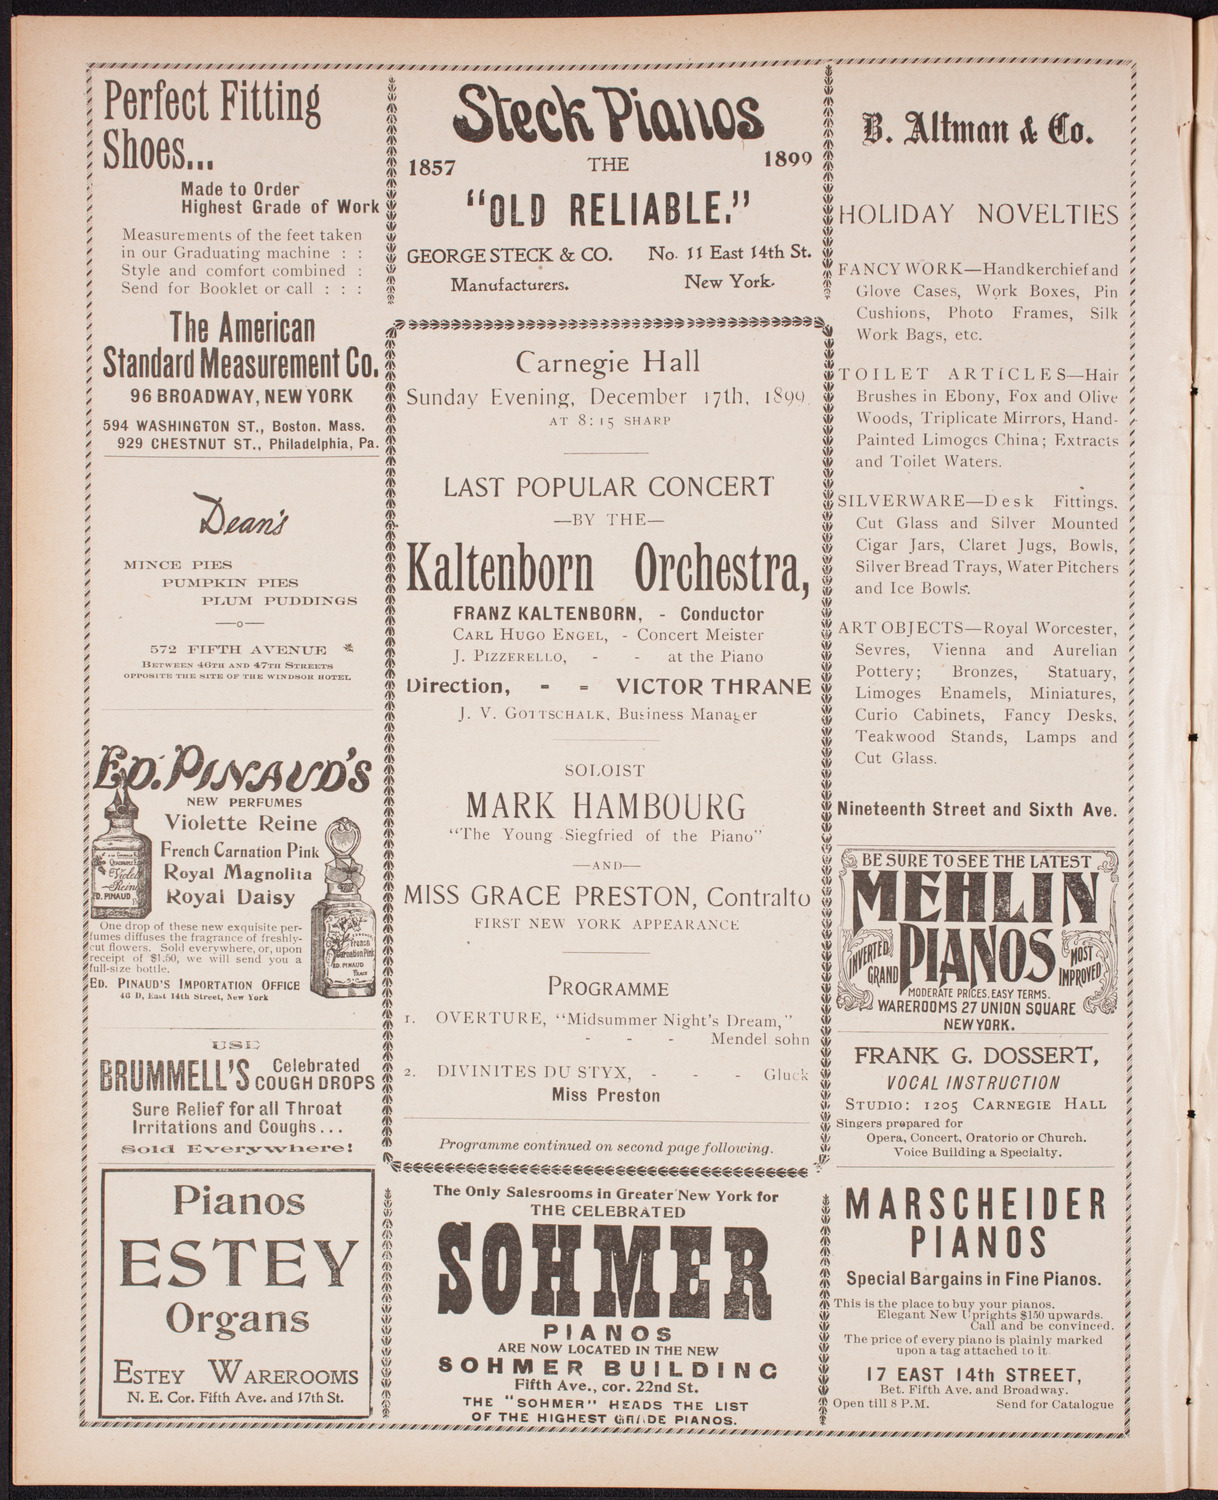 Perfect Fitting
Shoes...
Made to Order
Highest Grade of Work
Measurements of the feet taken
in our Graduating machine : :
Style and comfort combined :
Send for Booklet or call : : :
The American
Standard Measurement Co.
96 BROADWAY, NEW YORK
594 WASHINGTON ST., Boston. Mass.
929 CHESTNUT ST., Philadelphia, Pa.
Dean's
MINCE PIES
PUMPKIN PIES
PLUM PUDDINGS
—o—
572 FIFTH AVENUE
BETWEEN 46TH AND 47TH STREETS
OPPOSITE THE SITE OF THE WINDSOR HOTEL
ED. PINAUD'S
NEW PERFUMES
Violette Reine
French Carnation Pink
Royal Magnolita
Royal Daisy
One drop of these new exquisite per-
fumes diffuses the fragrance of freshly-
cut flowers. Sold everywhere, or, upon
receipt of $1.50, we will send you a
full-size bottle.
ED. PINAUD'S IMPORTATION OFFICE
46 D, East 14th Street, New York
USE
BRUMMELL'S Celebrated
COUGH DROPS
Sure Relief for all Throat
Irritations and Coughs...
Sold Everywhere!
Pianos
ESTEY
Organs
ESTEY WAREROOMS
N. E. Cor. Fifth Ave. and 17th St.
Steck Pianos
1857 THE 1899
"OLD RELIABLE."
GEORGE STECK & CO. No. 11 East 14th St.
Manufacturers. New York.
Carnegie Hall
Sunday Evening, December 17th, 1899.
AT 8:15 SHARP
LAST POPULAR CONCERT
—BY THE—
Kaltenborn Orchestra,
FRANZ KALTENBORN, - Conductor
CARL HUGO ENGEL, - Concert Meister
J. PIZZERELLO, - - at the Piano
Direction, - - VICTOR THRANE
J. V. GOTTSCHALK, Business Manager
SOLOIST
MARK HAMBOURG
"The Young Siegfried of the Piano"
—AND—
MISS GRACE PRESTON, Contralto
FIRST NEW YORK APPEARANCE
PROGRAMME
1. OVERTURE, "Midsummer Night's Dream,"
- - - Mendel sohn
2. DIVINITES DU STYX, - - - Gluck
Miss Preston
Programme continued on second page following.
The Only Salesrooms in Greater New York for
THE CELEBRATED
SOHMER
PIANOS
ARE NOW LOCATED IN THE NEW
SOHMER BUILDING
Fifth Ave., cor. 22nd St.
THE "SOHMER" HEADS THE LIST
OF THE HIGHEST GRADE PIANOS.
B. Altman & Co.
HOLIDAY NOVELTIES
FANCY WORK—Handkerchief and
Glove Cases, Work Boxes, Pin
Cushions, Photo Frames, Silk
Work Bags, etc.
TOILET ARTICLES—Hair
Brushes in Ebony, Fox and Olive
Woods, Triplicate Mirrors, Hand-
Painted Limoges China; Extracts
and Toilet Waters.
SILVERWARE—Desk Fittings,
Cut Glass and Silver Mounted
Cigar Jars, Claret Jugs, Bowls,
Silver Bread Trays, Water Pitchers
and Ice Bowls.
ART OBJECTS—Royal Worcester,
Sevres, Vienna and Aurelian
Pottery; Bronzes, Statuary,
Limoges Enamels, Miniatures,
Curio Cabinets, Fancy Desks,
Teakwood Stands, Lamps and
Cut Glass.
Nineteenth Street and Sixth Ave.
BE SURE TO SEE THE LATEST
MEHLIN
PIANOS
INVERTED GRAND
MOST IMPROVED
MODERATE PRICES. EASY TERMS.
WAREROOMS 27 UNION SQUARE
NEW YORK.
FRANK G. DOSSERT,
VOCAL INSTRUCTION
STUDIO: 1205 CARNEGIE HALL
Singers prepared for
Opera, Concert, Oratorio or Church.
Voice Building a Specialty.
MARSCHEIDER
PIANOS
Special Bargains in Fine Pianos.
This is the place to buy your pianos.
Elegant New Uprights $150 upwards.
Call and be convinced.
The price of every piano is plainly marked
upon a tag attached to it.
17 EAST 14th STREET,
Bet. Fifth Ave. and Broadway.
Open till 8 P.M. Send for Catalogue